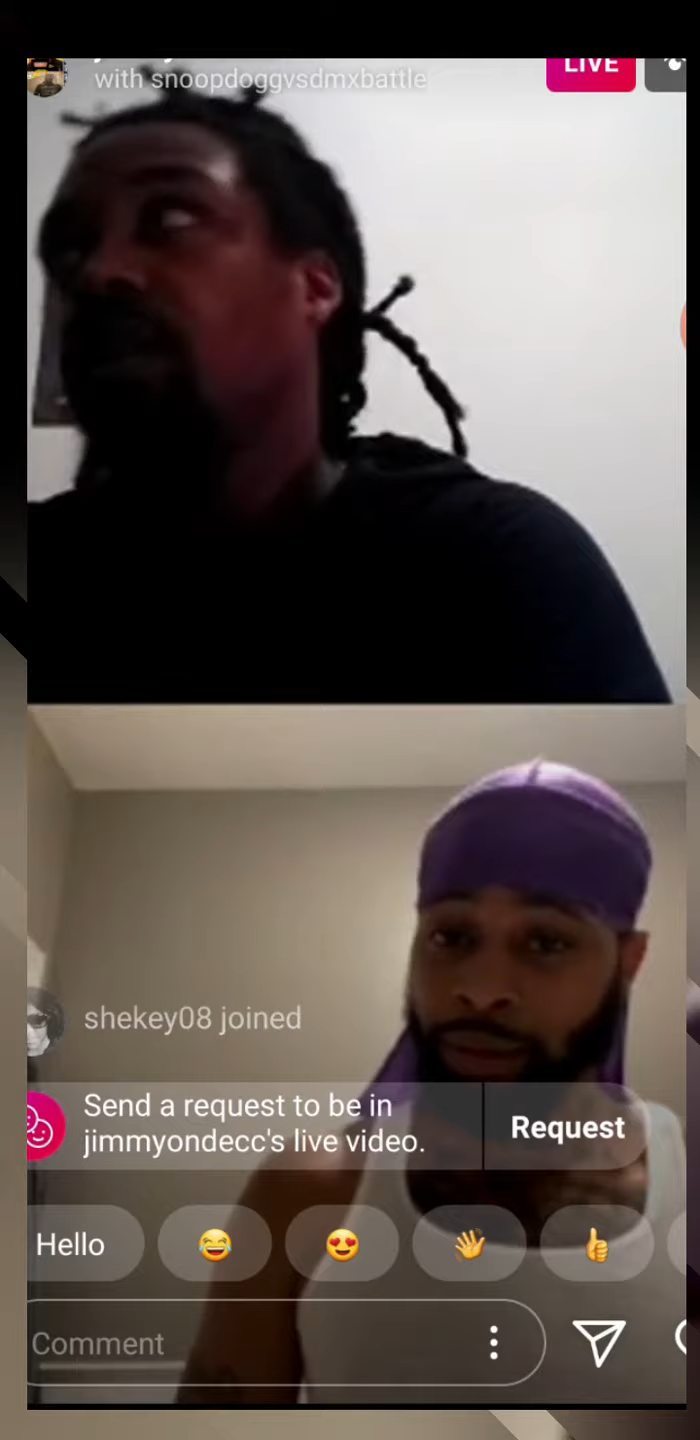 with snoopdoggvsdmxbattle
LIVE
shekey08 joined
Send a request to be in
jimmyondecc's live video.
Request
Hello
Comment